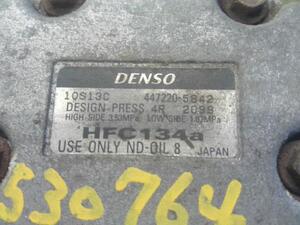 DENSO
10S13C 447220-5842
DESIGN-PRESS 4R 2098
HIGH SIDE 3.53MPa LOW SIDE 1.67MPa
HFC134a
USE ONLY ND-OIL 8 JAPAN
530764